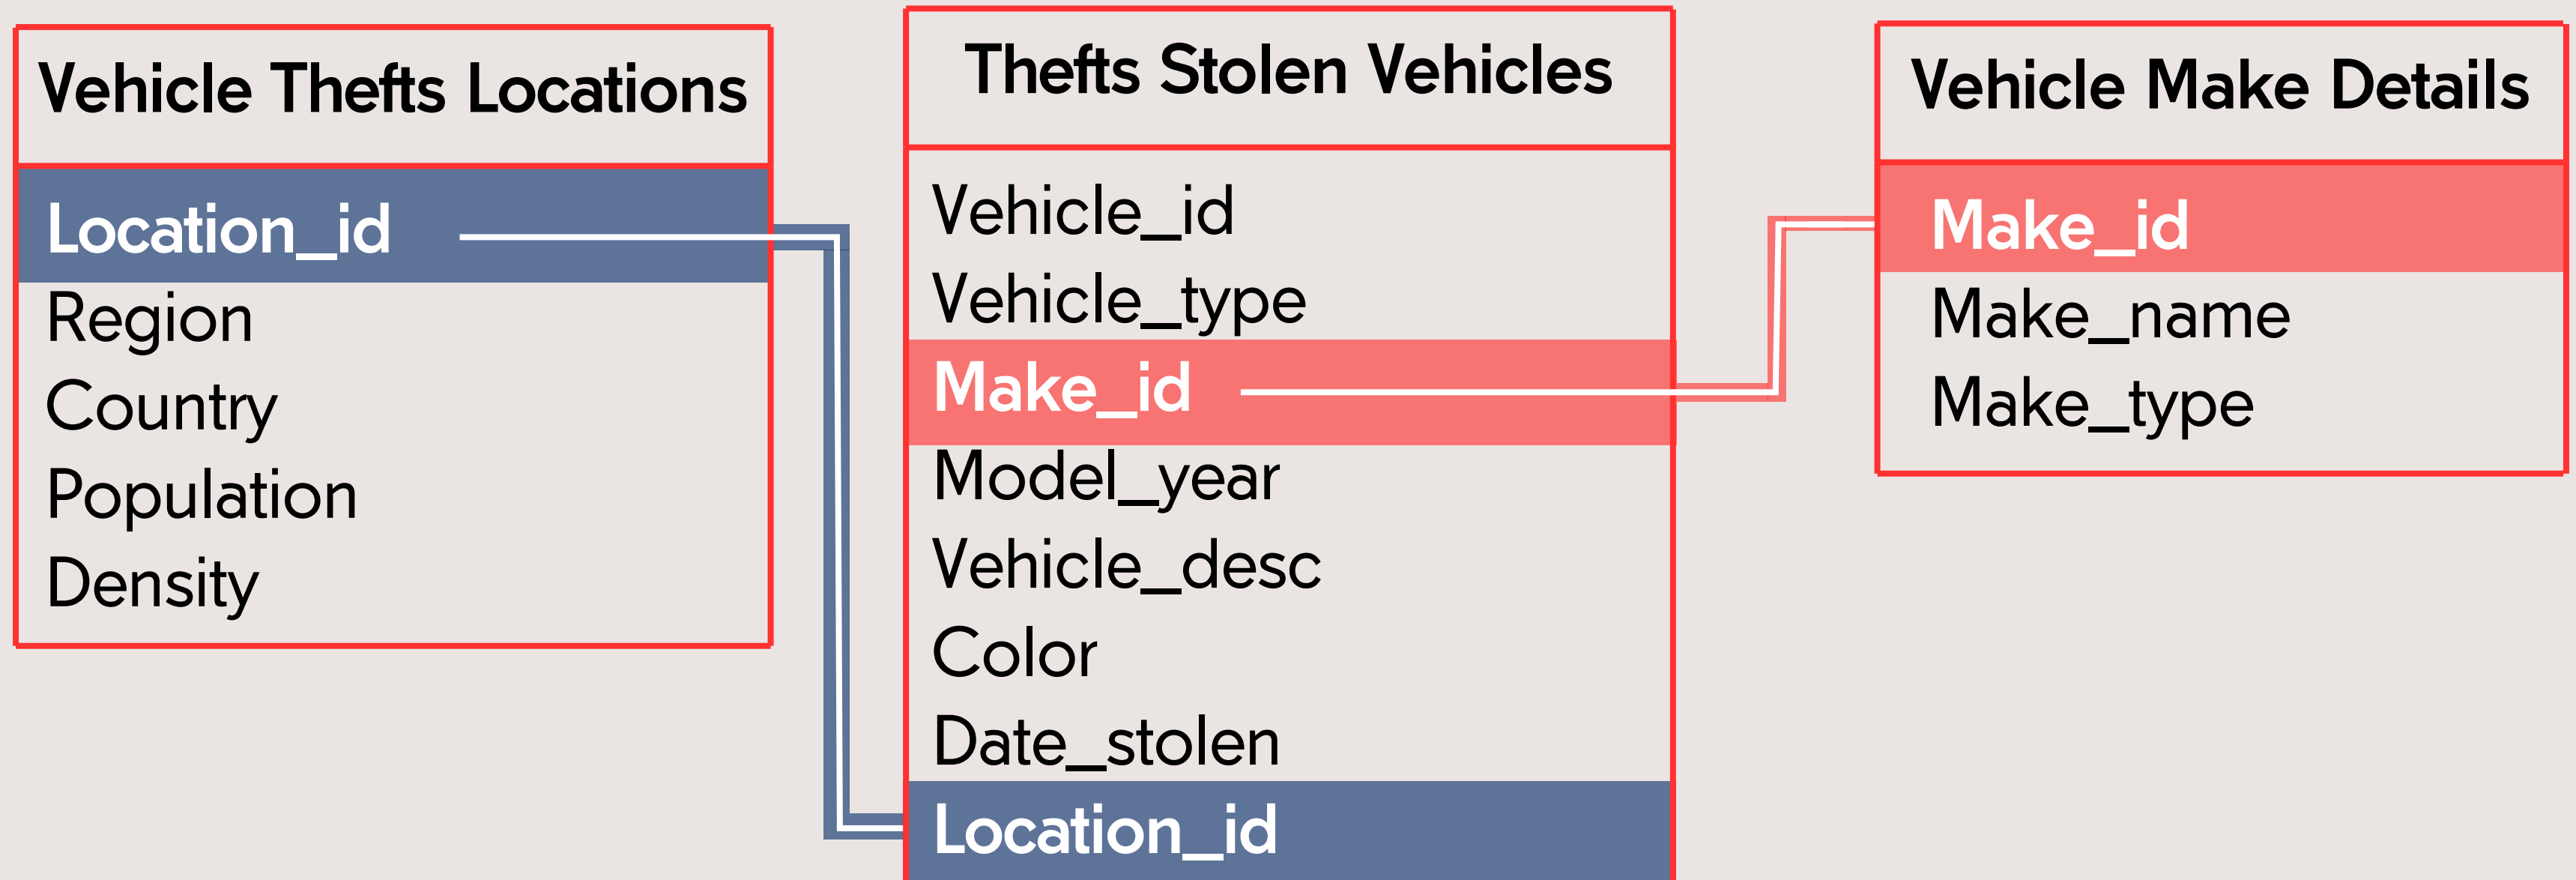 Vehicle Thefts Locations
Location_id
Region
Country
Population
Density
Thefts Stolen Vehicles
Vehicle_id
Vehicle_type
Make_id
Model_year
Vehicle_desc
Color
Date_stolen
Location_id
Vehicle Make Details
Make_id
Make_name
Make_type